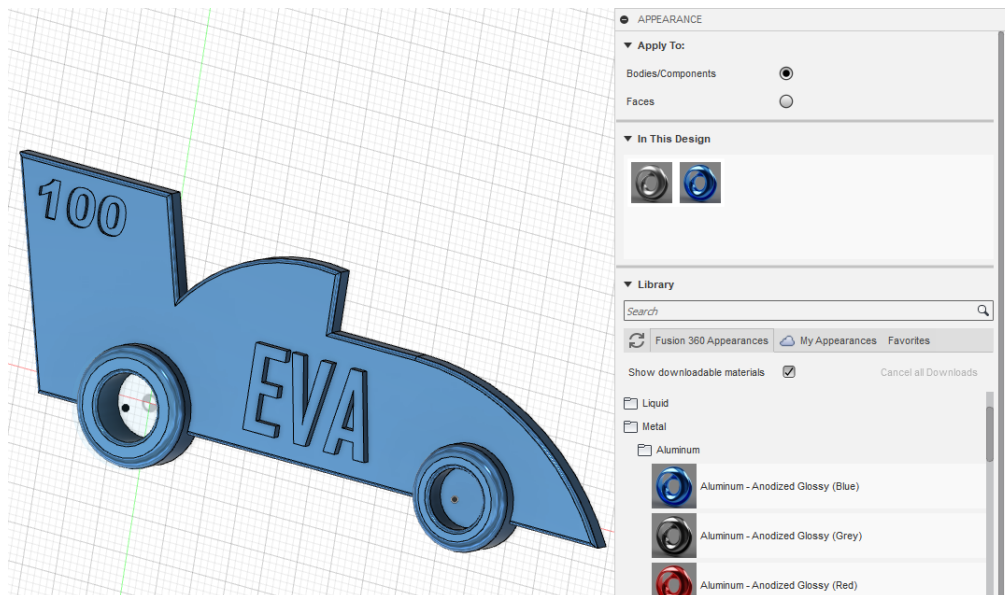 100
EVA
APPEARANCE
Apply To:
Bodies/Components
Faces
In This Design
Library
Search
Fusion 360 Appearances My Appearances Favorites
Show downloadable materials Cancel all Downloads
Liquid
Metal
Aluminum
Aluminum - Anodized Glossy (Blue)
Aluminum - Anodized Glossy (Grey)
Aluminum - Anodized Glossy (Red)